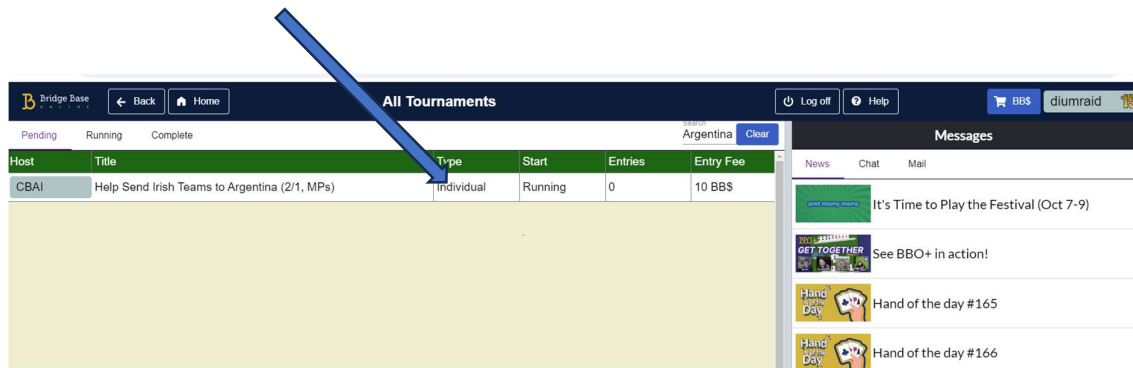 Bridge Base
ONLINE
Back
Home
All Tournaments
Log off
Help
BB$
diumraid
Pending
Running
Complete
Search
Argentina
Clear
Messages
Host
Title
Type
Start
Entries
Entry Fee
News
Chat
Mail
CBAI
Help Send Irish Teams to Argentina (2/1, MPs)
Individual
Running
0
10 BB$
and many more
It's Time to Play the Festival (Oct 7-9)
GET TOGETHER
See BBO+ in action!
Hand
of the
Day
Hand of the day #165
Hand
of the
Day
Hand of the day #166